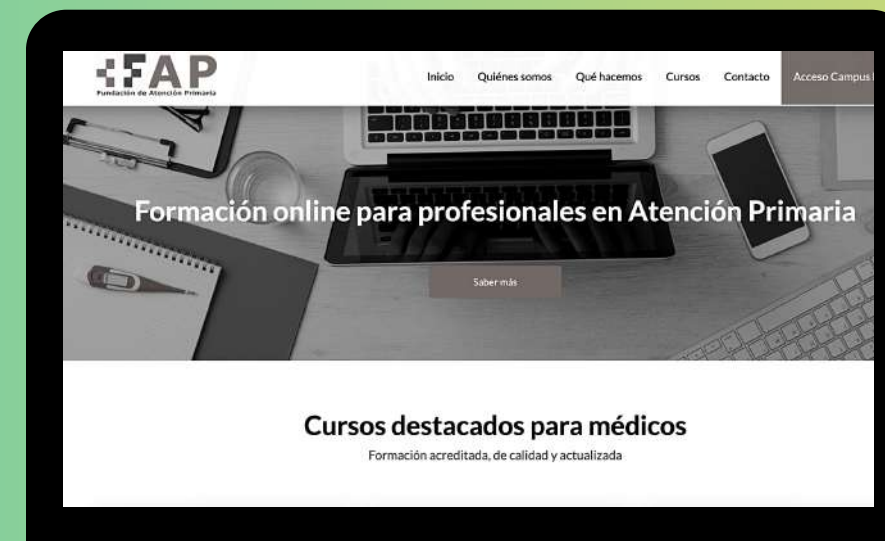 FAP
Fundación de Atención Primaria
Inicio Quiénes somos Qué hacemos Cursos Contacto Acceso Campus
Formación online para profesionales en Atención Primaria
Saber más
Cursos destacados para médicos
Formación acreditada, de calidad y actualizada